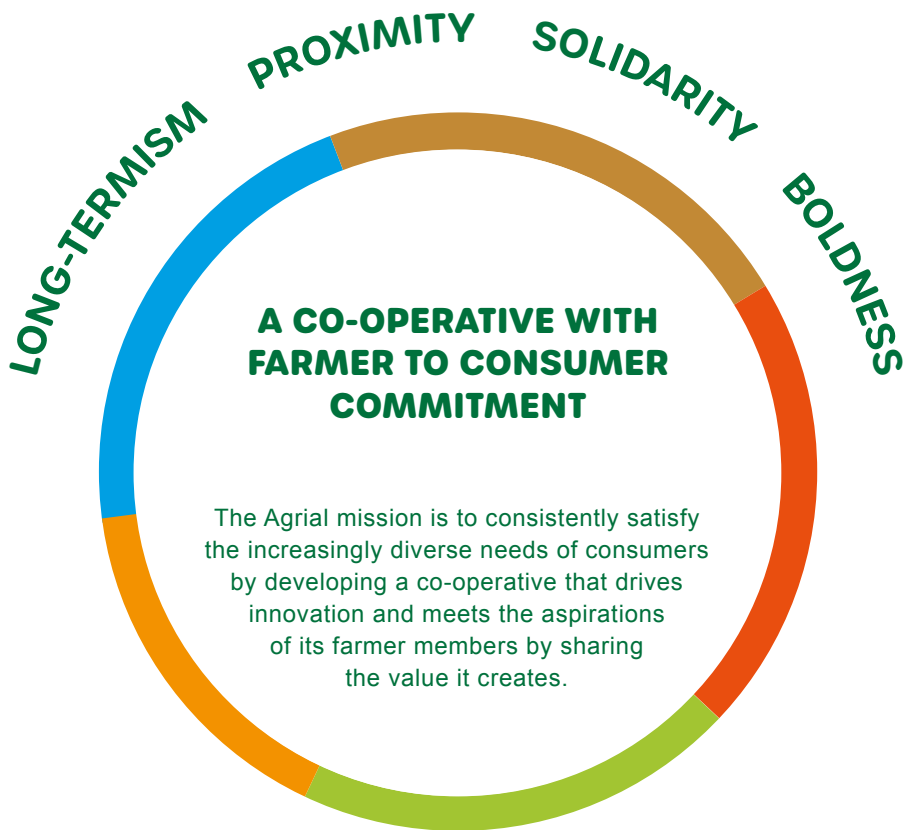 LONG-TERMISM
PROXIMITY
SOLIDARITY
BOLDNESS
A CO-OPERATIVE WITH
FARMER TO CONSUMER
COMMITMENT
The Agrial mission is to consistently satisfy
the increasingly diverse needs of consumers
by developing a co-operative that drives
innovation and meets the aspirations
of its farmer members by sharing
the value it creates.